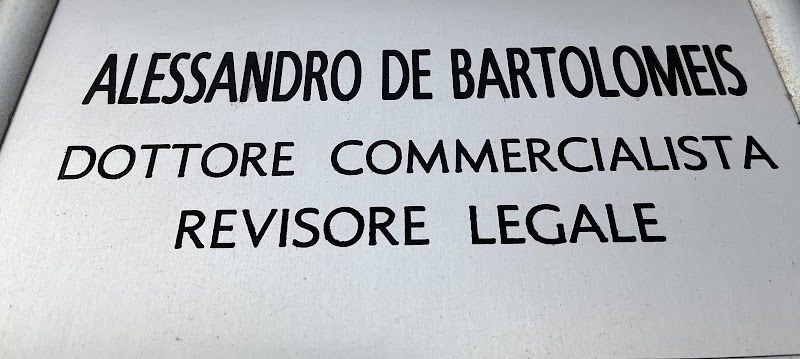 ALESSANDRO DE BARTOLOMEIS
DOTTORE COMMERCIALISTA
REVISORE LEGALE